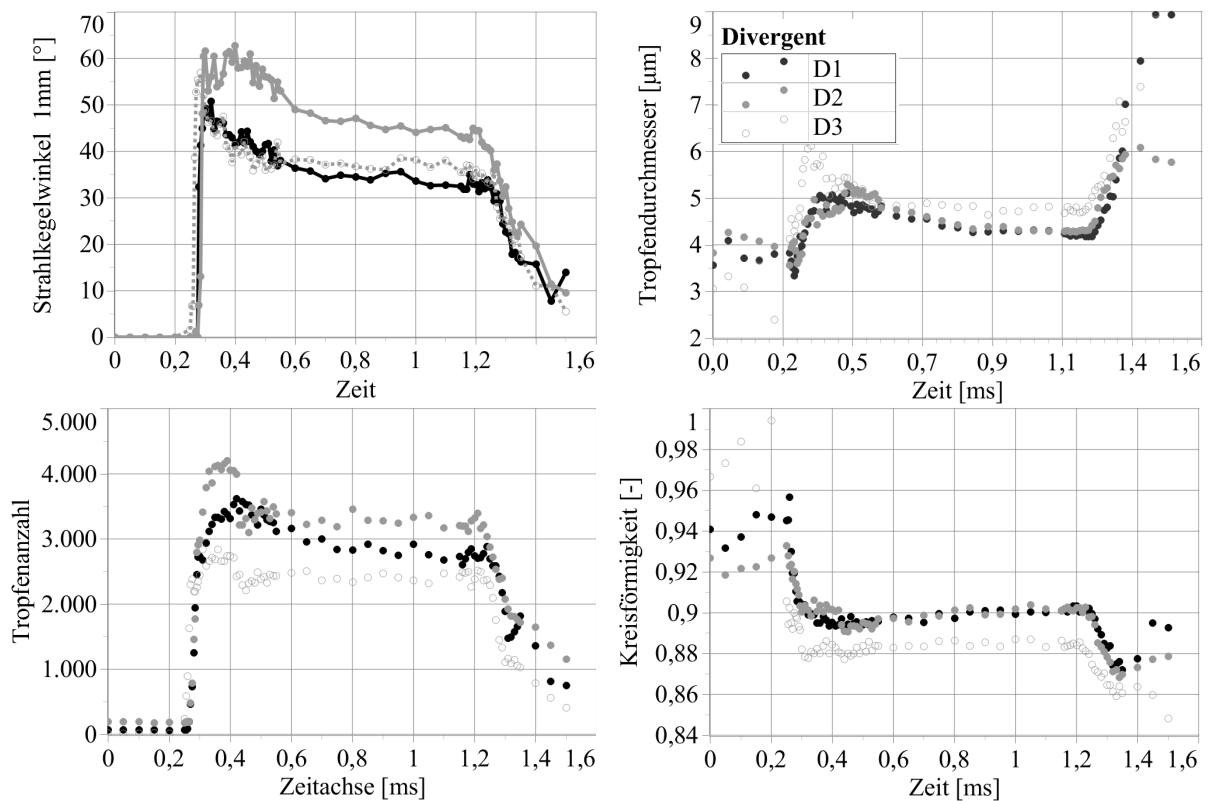 70
60
50
40
30
20
10
0
Strahlkegelwinkel 1mm [°]
0 0,2 0,4 0,6 0,8 1 1,2 1,4 1,6
Zeit
9
8
7
6
5
4
3
2
Tropfendurchmesser [µm]
Divergent
D1
D2
D3
0,0 0,2 0,5 0,7 0,9 1,1 1,4 1,6
Zeit [ms]
5.000
4.000
3.000
2.000
1.000
0
Tropfenanzahl
0 0,2 0,4 0,6 0,8 1 1,2 1,4 1,6
Zeitachse [ms]
1
0,98
0,96
0,94
0,92
0,9
0,88
0,86
0,84
Kreisförmigkeit [-]
0 0,2 0,4 0,6 0,8 1 1,2 1,4 1,6
Zeit [ms]